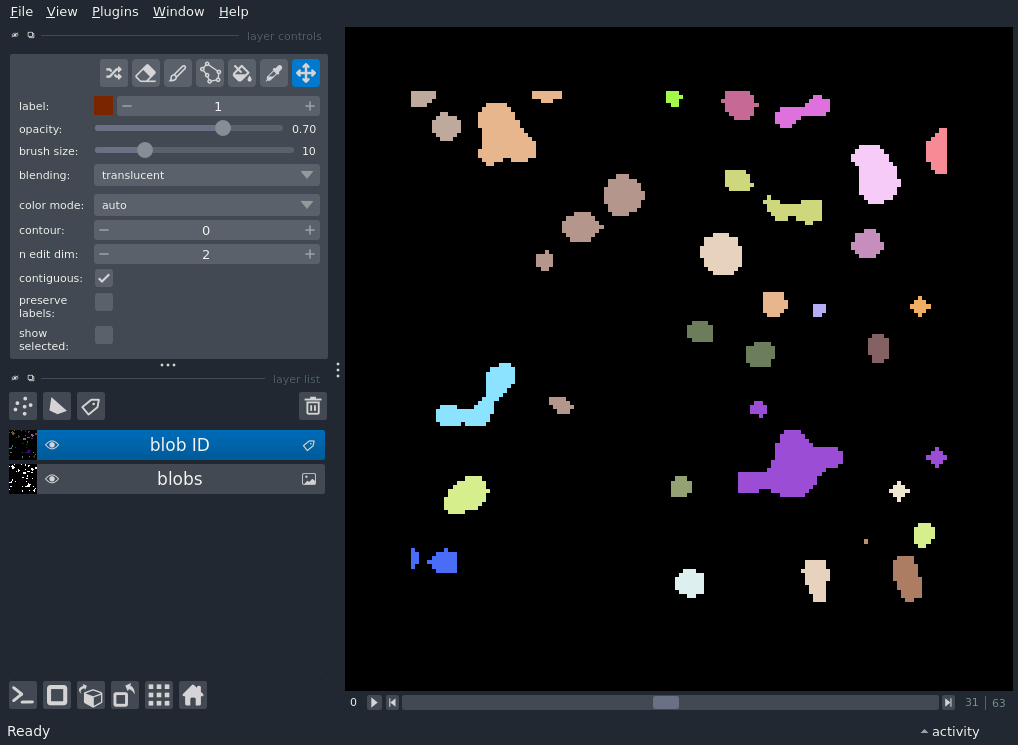 File View Plugins Window Help
layer controls
label: 1
opacity: 0.70
brush size: 10
blending: translucent
color mode: auto
contour: 0
n edit dim: 2
contiguous:
preserve
labels:
show
selected:
layer list
blob ID
blobs
0 31 63
Ready activity